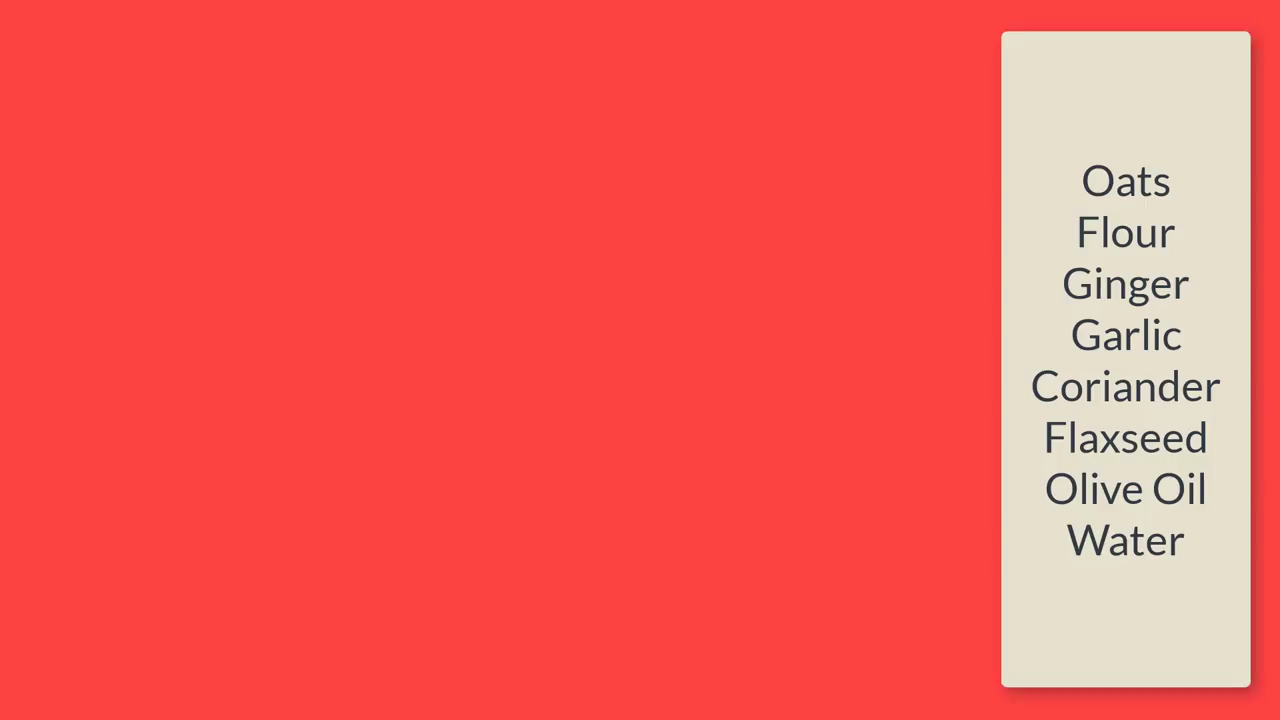 Oats
Flour
Ginger
Garlic
Coriander
Flaxseed
Olive Oil
Water